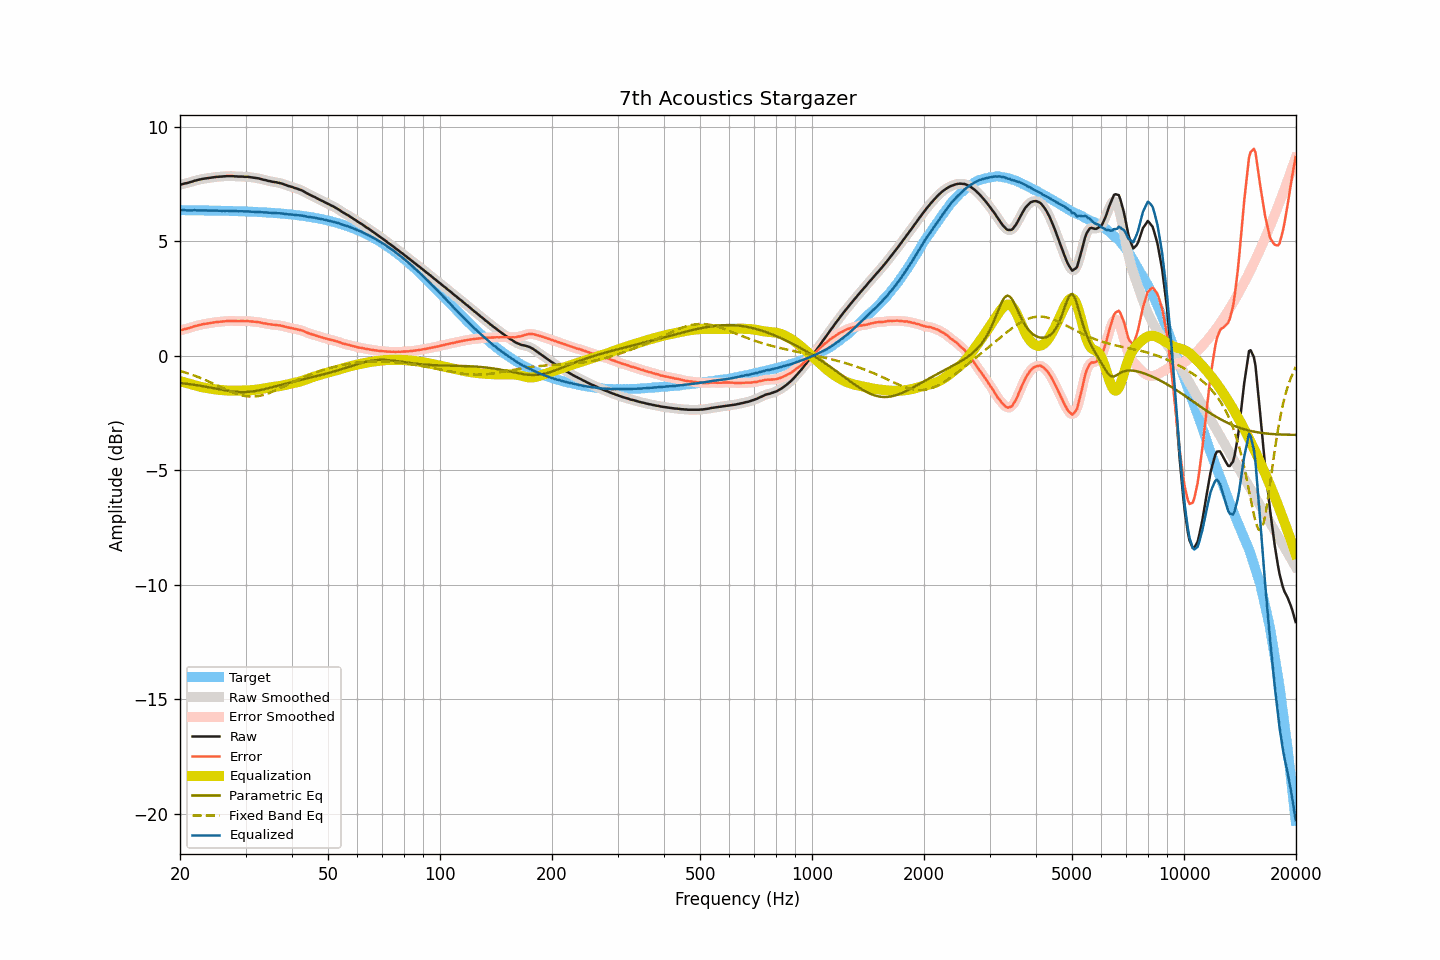 7th Acoustics Stargazer
Amplitude (dBr)
10
5
0
−5
−10
−15
−20
Target
Raw Smoothed
Error Smoothed
Raw
Error
Equalization
Parametric Eq
Fixed Band Eq
Equalized
20 50 100 200 500 1000 2000 5000 10000 20000
Frequency (Hz)